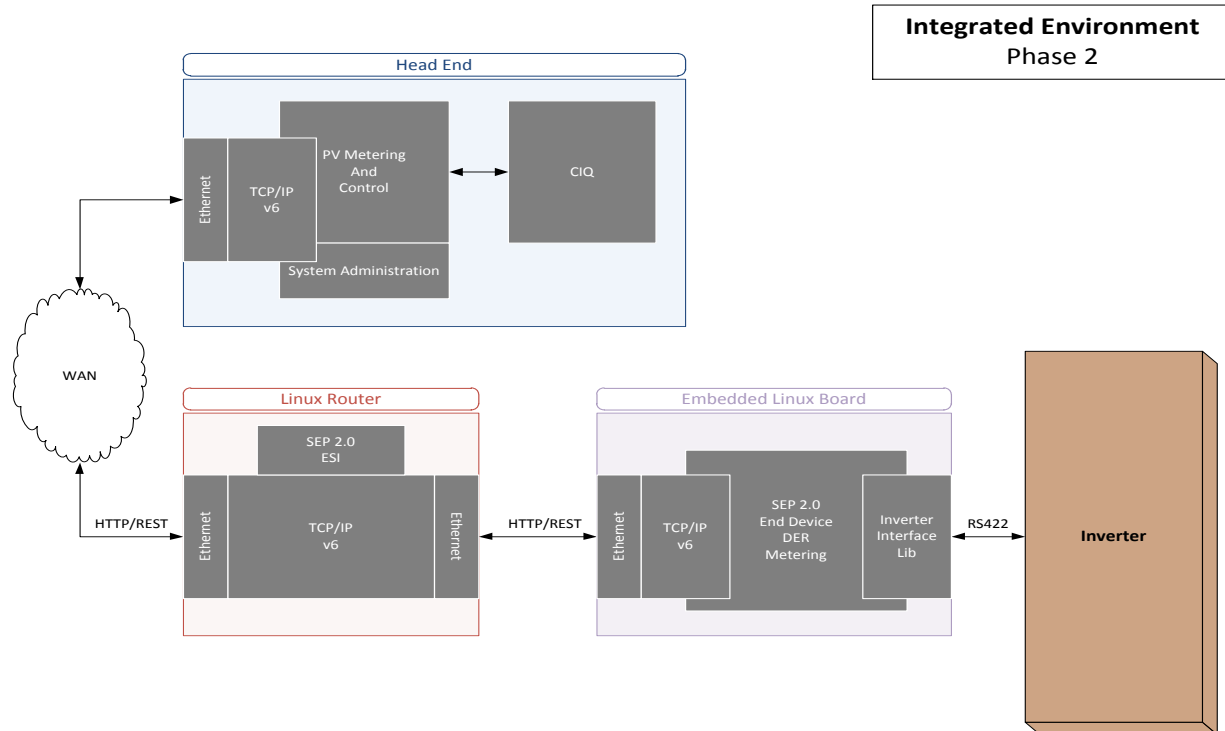 Integrated Environment
Phase 2
Head End
Ethernet
TCP/IP
v6
PV Metering
And
Control
System Administration
CIQ
WAN
Linux Router
SEP 2.0
ESI
HTTP/REST
Ethernet
TCP/IP
v6
Ethernet
HTTP/REST
Embedded Linux Board
Ethernet
TCP/IP
v6
SEP 2.0
End Device
DER
Metering
Inverter
Interface
Lib
RS422
Inverter